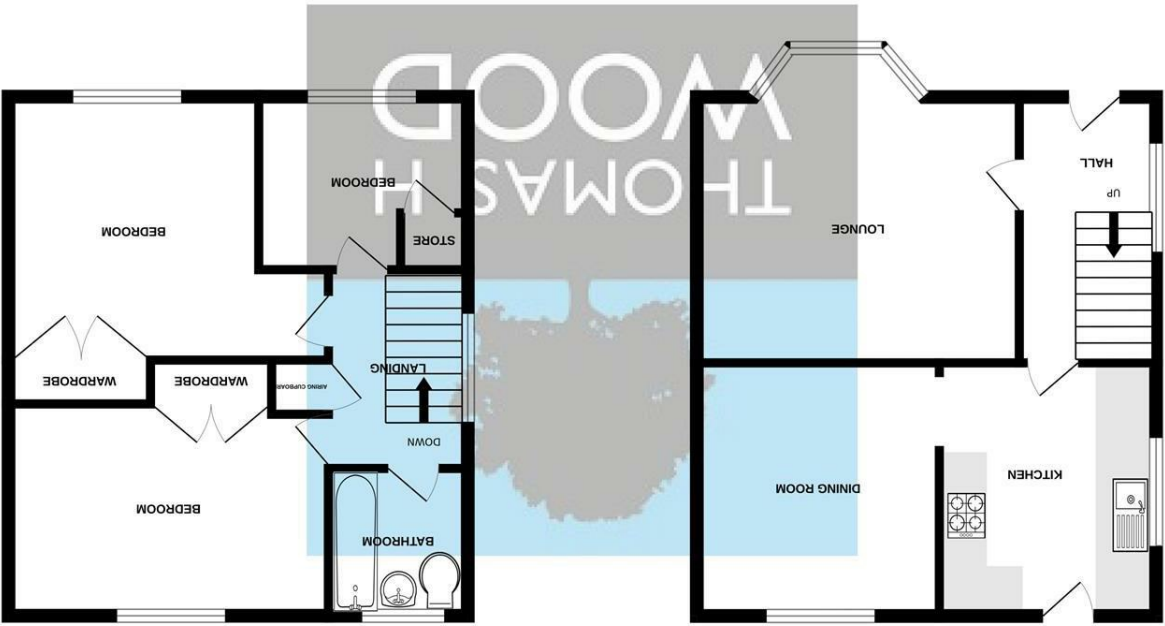 KITCHEN
DINING ROOM
UP
HALL
LOUNGE
THOMAS H
WOOD
BATHROOM
BEDROOM
DOWN
LANDING
AIRING CUPBOARD
WARDROBE
WARDROBE
STORE
BEDROOM
BEDROOM